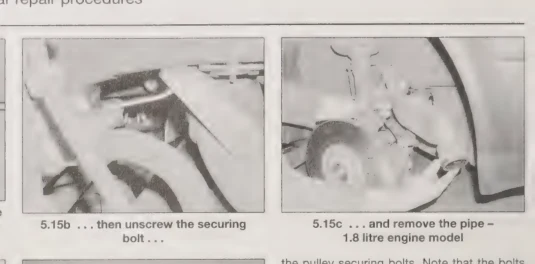 repair procedures
5.15b ... then unscrew the securing
bolt ...
5.15c ... and remove the pipe –
1.8 litre engine model
the pulley securing bolts. Note that the bolts